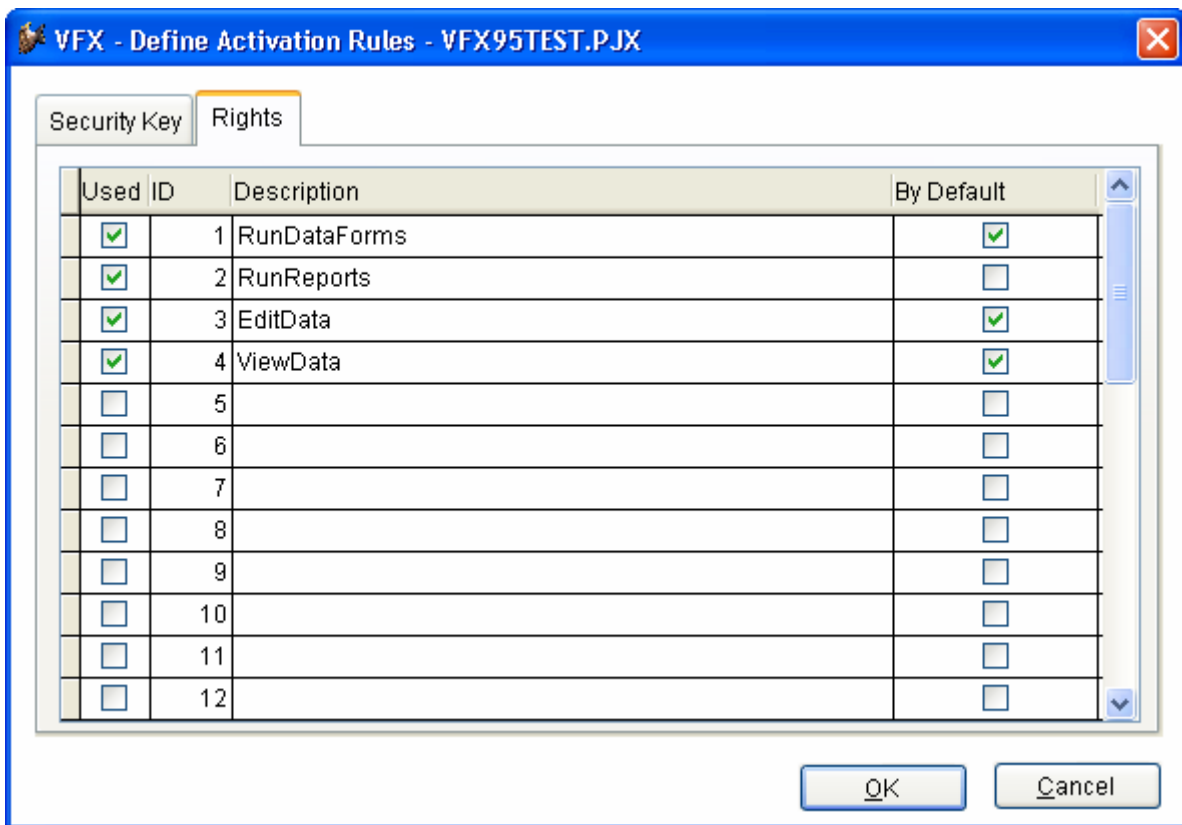 VFX - Define Activation Rules - VFX95TEST.PJX
Security Key Rights
Used ID Description By Default
1 RunDataForms
2 RunReports
3 EditData
4 ViewData
5
6
7
8
9
10
11
12
OK Cancel